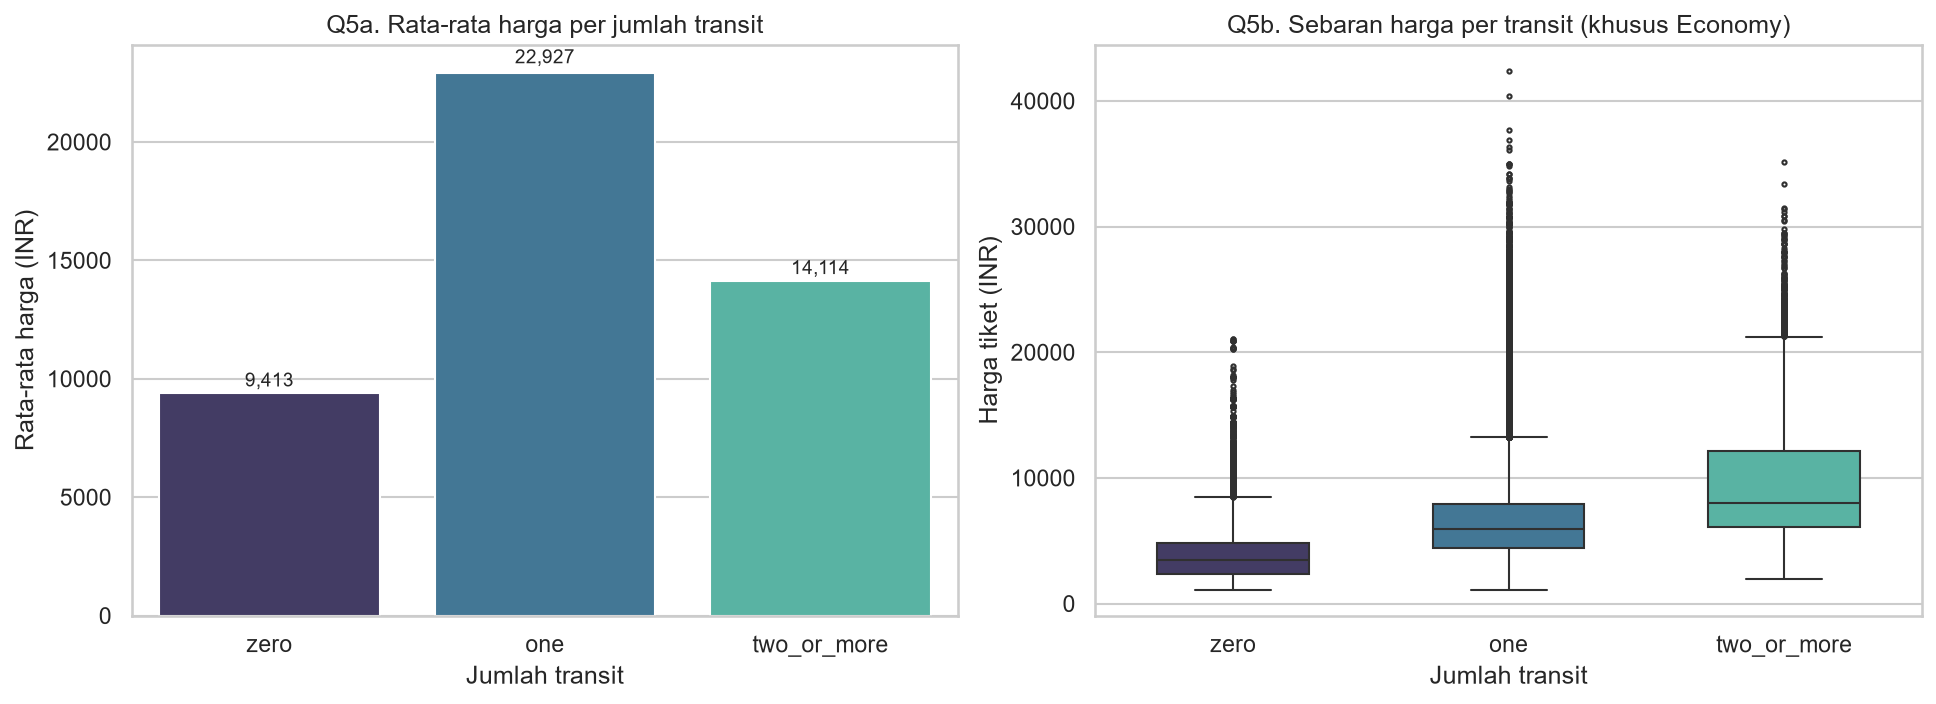 Q5a. Rata-rata harga per jumlah transit
Rata-rata harga (INR)
20000
15000
10000
5000
0
22,927
14,114
9,413
zero
one
two_or_more
Jumlah transit
Q5b. Sebaran harga per transit (khusus Economy)
Harga tiket (INR)
40000
30000
20000
10000
0
zero
one
two_or_more
Jumlah transit